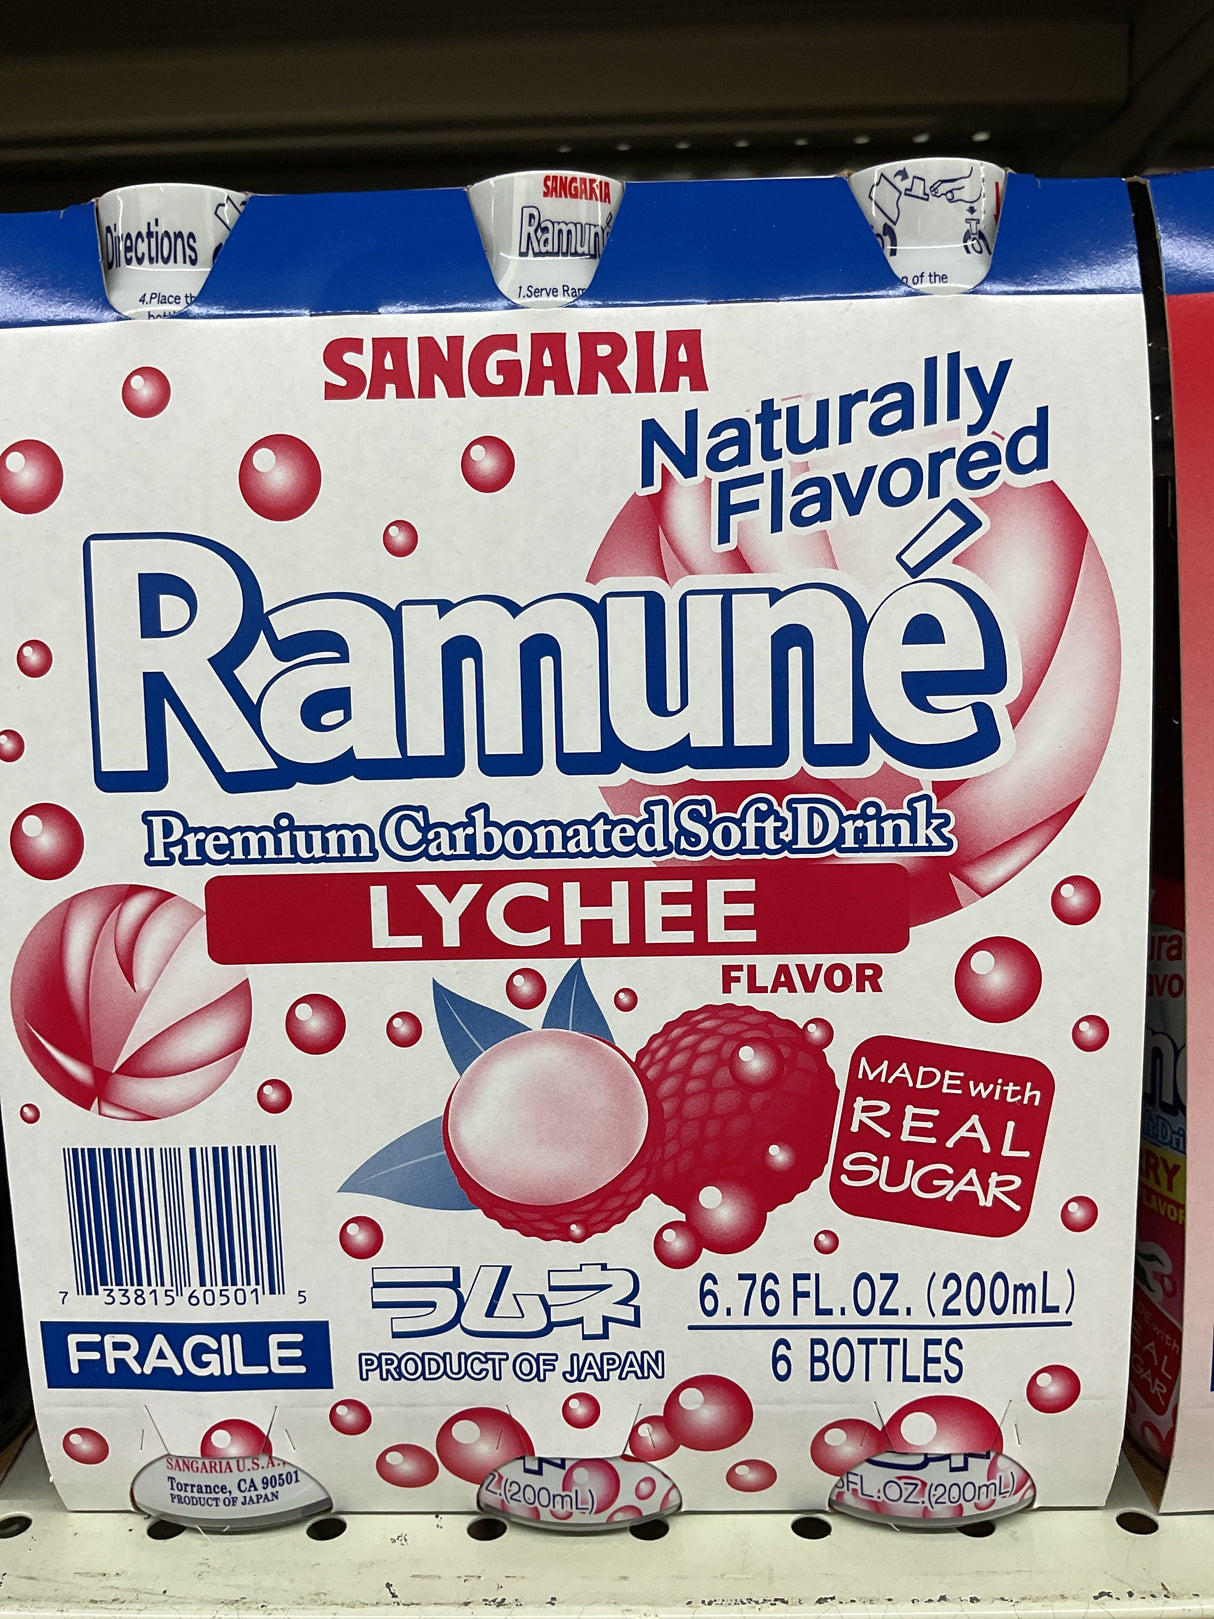 Directions
4.Place
SANGARIA
Ramuné
1.Serve
of the
SANGARIA
Naturally
Flavored
Ramuné
Premium Carbonated Soft Drink
LYCHEE
FLAVOR
MADE with
REAL
SUGAR
7 33815 60501 5
FRAGILE
ラムネ
PRODUCT OF JAPAN
6.76 FL.OZ. (200mL)
6 BOTTLES
SANGARIA U.S.A.,
Torrance, CA 90501
PRODUCT OF JAPAN
(200mL)
FL.OZ.(200mL)